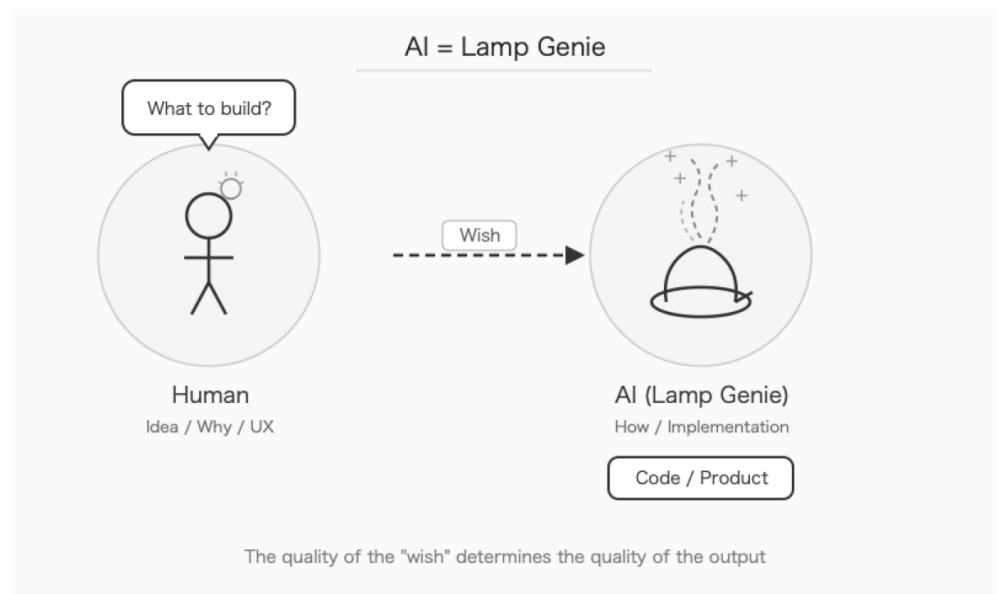 AI = Lamp Genie
What to build?
Wish
Human
Idea / Why / UX
AI (Lamp Genie)
How / Implementation
Code / Product
The quality of the "wish" determines the quality of the output